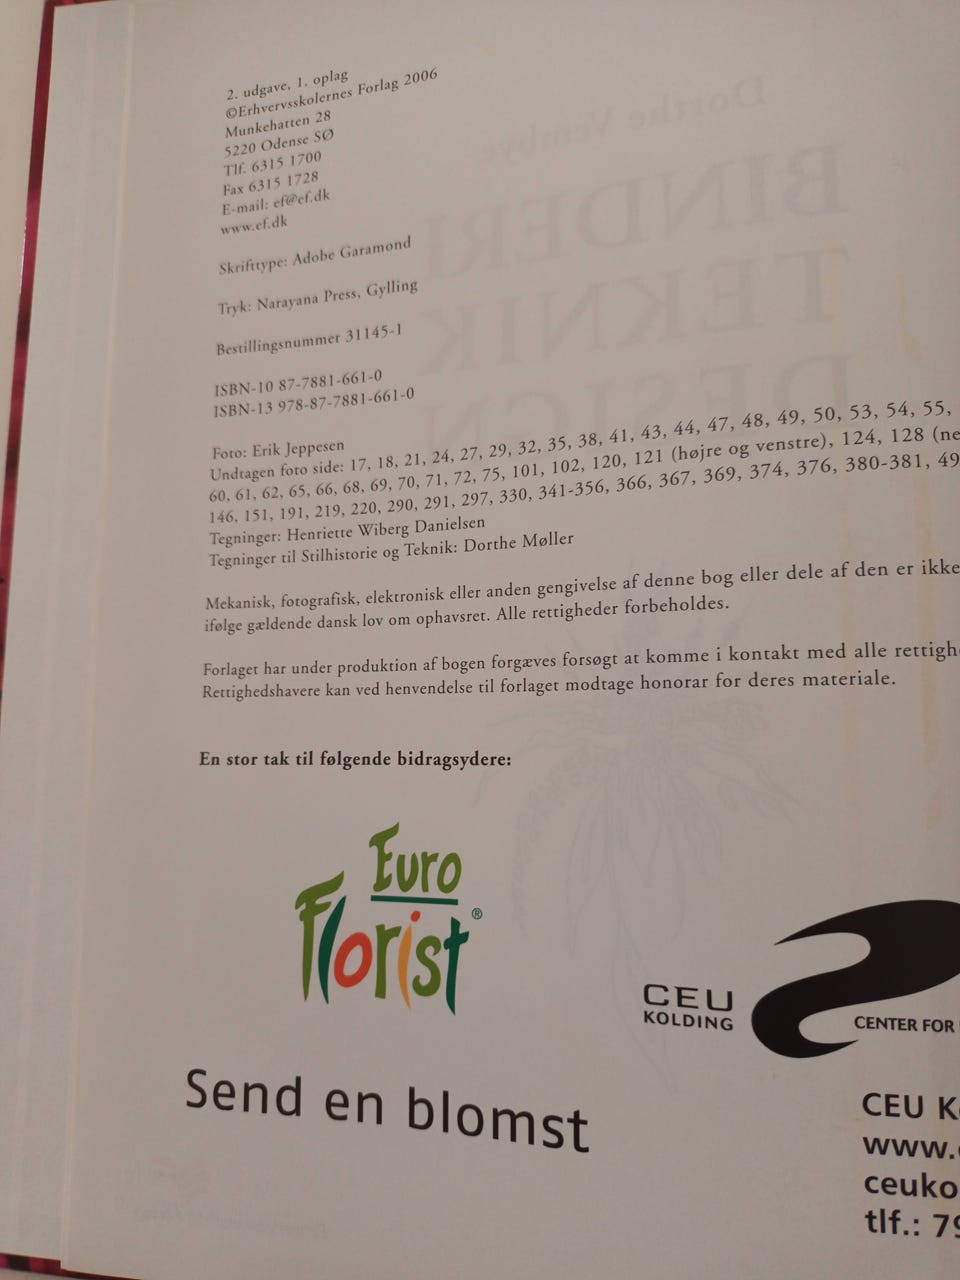 2. udgave, 1. oplag
©Erhvervsskolernes Forlag 2006
Munkehatten 28
5220 Odense SØ
Tlf. 6315 1700
Fax 6315 1728
E-mail: ef@ef.dk
www.ef.dk
Skrifttype: Adobe Garamond
Tryk: Narayana Press, Gylling
Bestillingsnummer 31145-1
ISBN-10 87-7881-661-0
ISBN-13 978-87-7881-661-0
Foto: Erik Jeppesen
Undtagen foto side: 17, 18, 21, 24, 27, 29, 32, 35, 38, 41, 43, 44, 47, 48, 49, 50, 53, 54, 55,
60, 61, 62, 65, 66, 68, 69, 70, 71, 72, 75, 101, 102, 120, 121 (højre og venstre), 124, 128 (ne
146, 151, 191, 219, 220, 290, 291, 297, 330, 341-356, 366, 367, 369, 374, 376, 380-381, 49
Tegninger: Henriette Wiberg Danielsen
Tegninger til Stilhistorie og Teknik: Dorthe Møller
Mekanisk, fotografisk, elektronisk eller anden gengivelse af denne bog eller dele af den er ikke
ifølge gældende dansk lov om ophavsret. Alle rettigheder forbeholdes.
Forlaget har under produktion af bogen forgæves forsøgt at komme i kontakt med alle rettigh
Rettighedshavere kan ved henvendelse til forlaget modtage honorar for deres materiale.
En stor tak til følgende bidragsydere:
Euro
Florist®
Send en blomst
CEU
KOLDING
CENTER FOR
CEU K
www.
ceuko
tlf.: 79